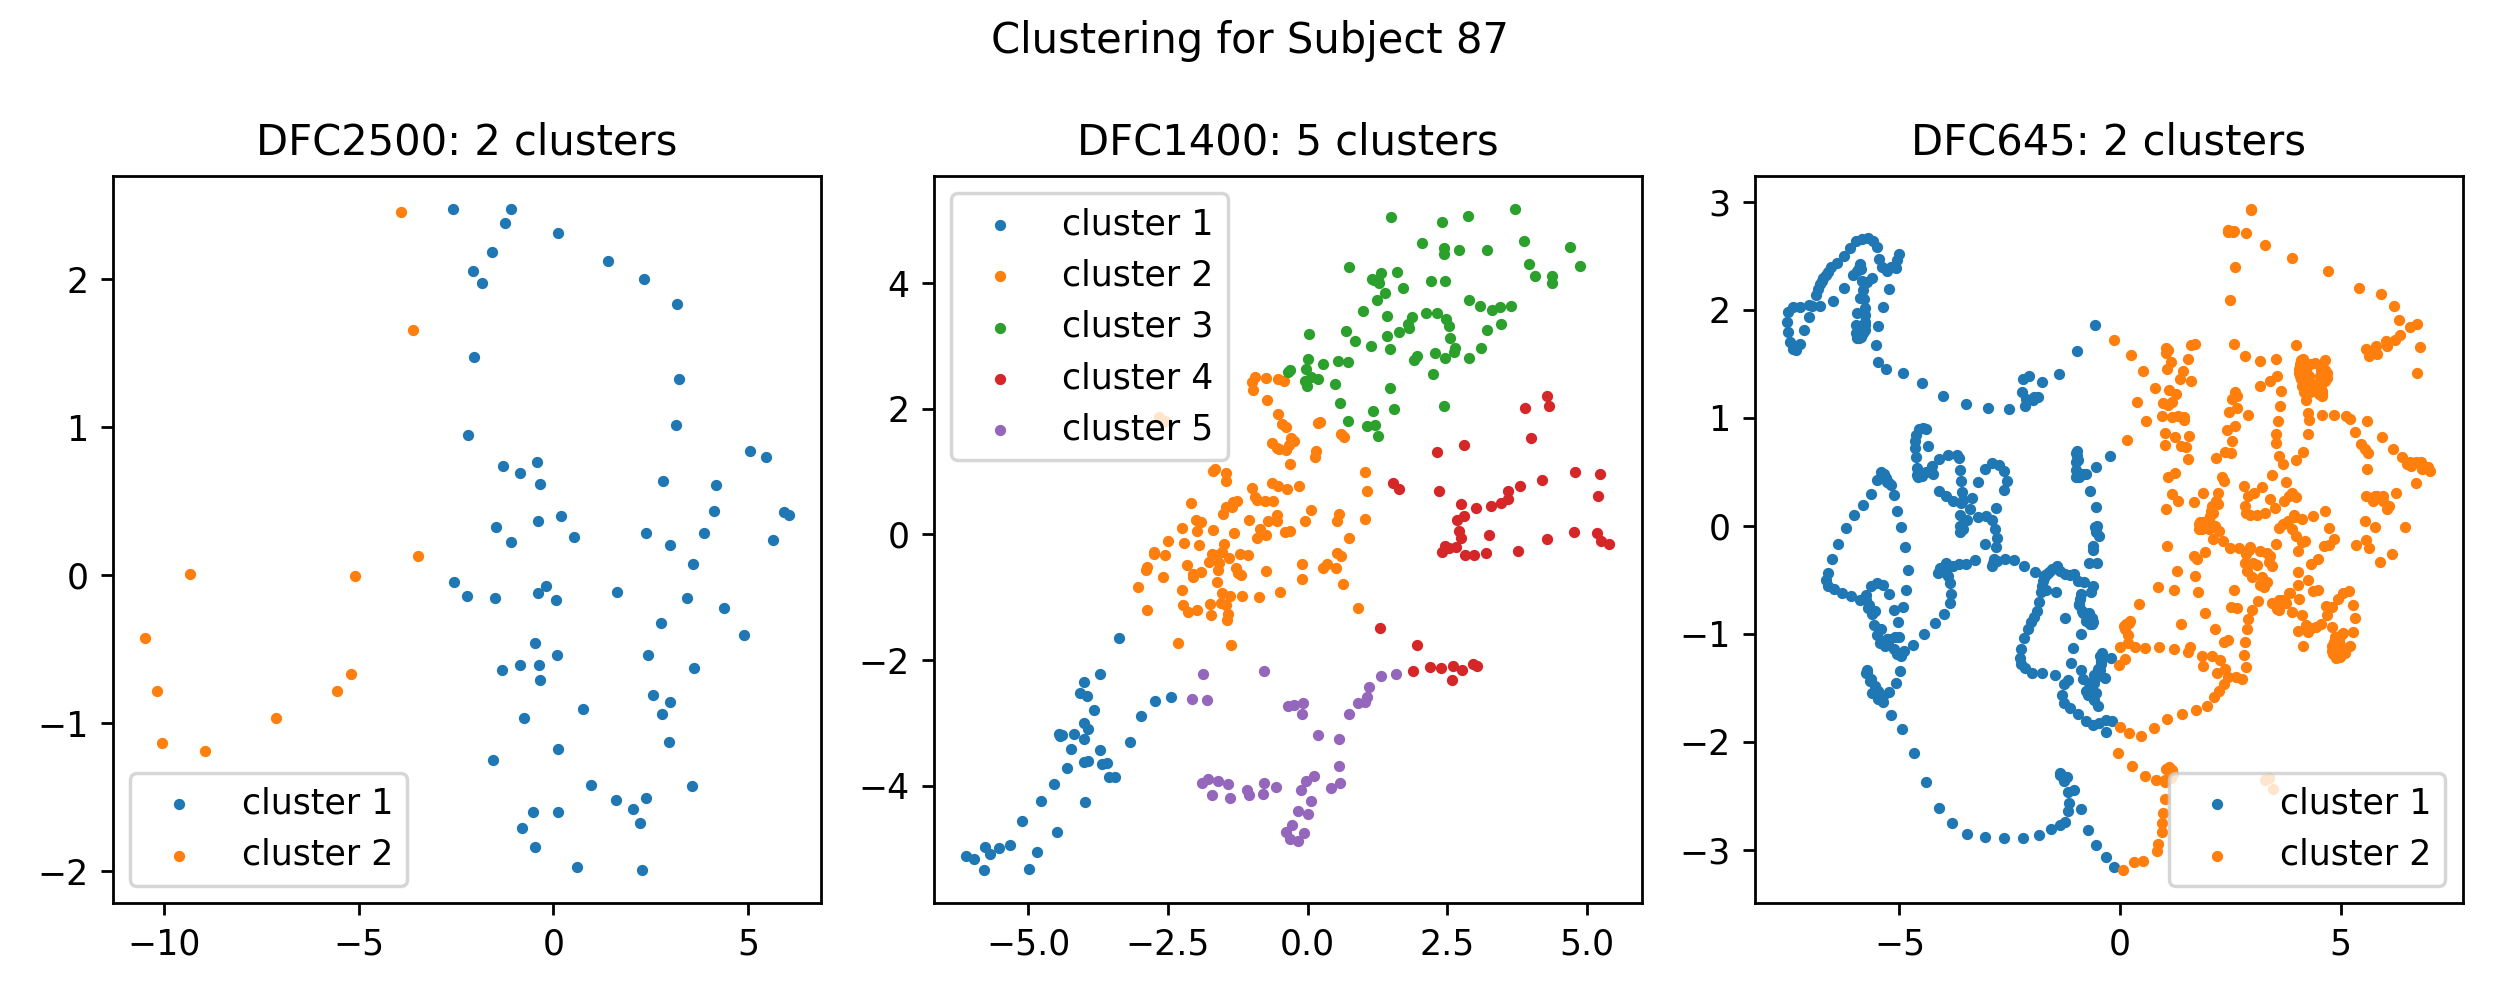 Clustering for Subject 87
DFC2500: 2 clusters
2
1
0
−1
−2
−10
−5
0
5
cluster 1
cluster 2
DFC1400: 5 clusters
4
2
0
−2
−4
−5.0
−2.5
0.0
2.5
5.0
cluster 1
cluster 2
cluster 3
cluster 4
cluster 5
DFC645: 2 clusters
3
2
1
0
−1
−2
−3
−5
0
5
cluster 1
cluster 2